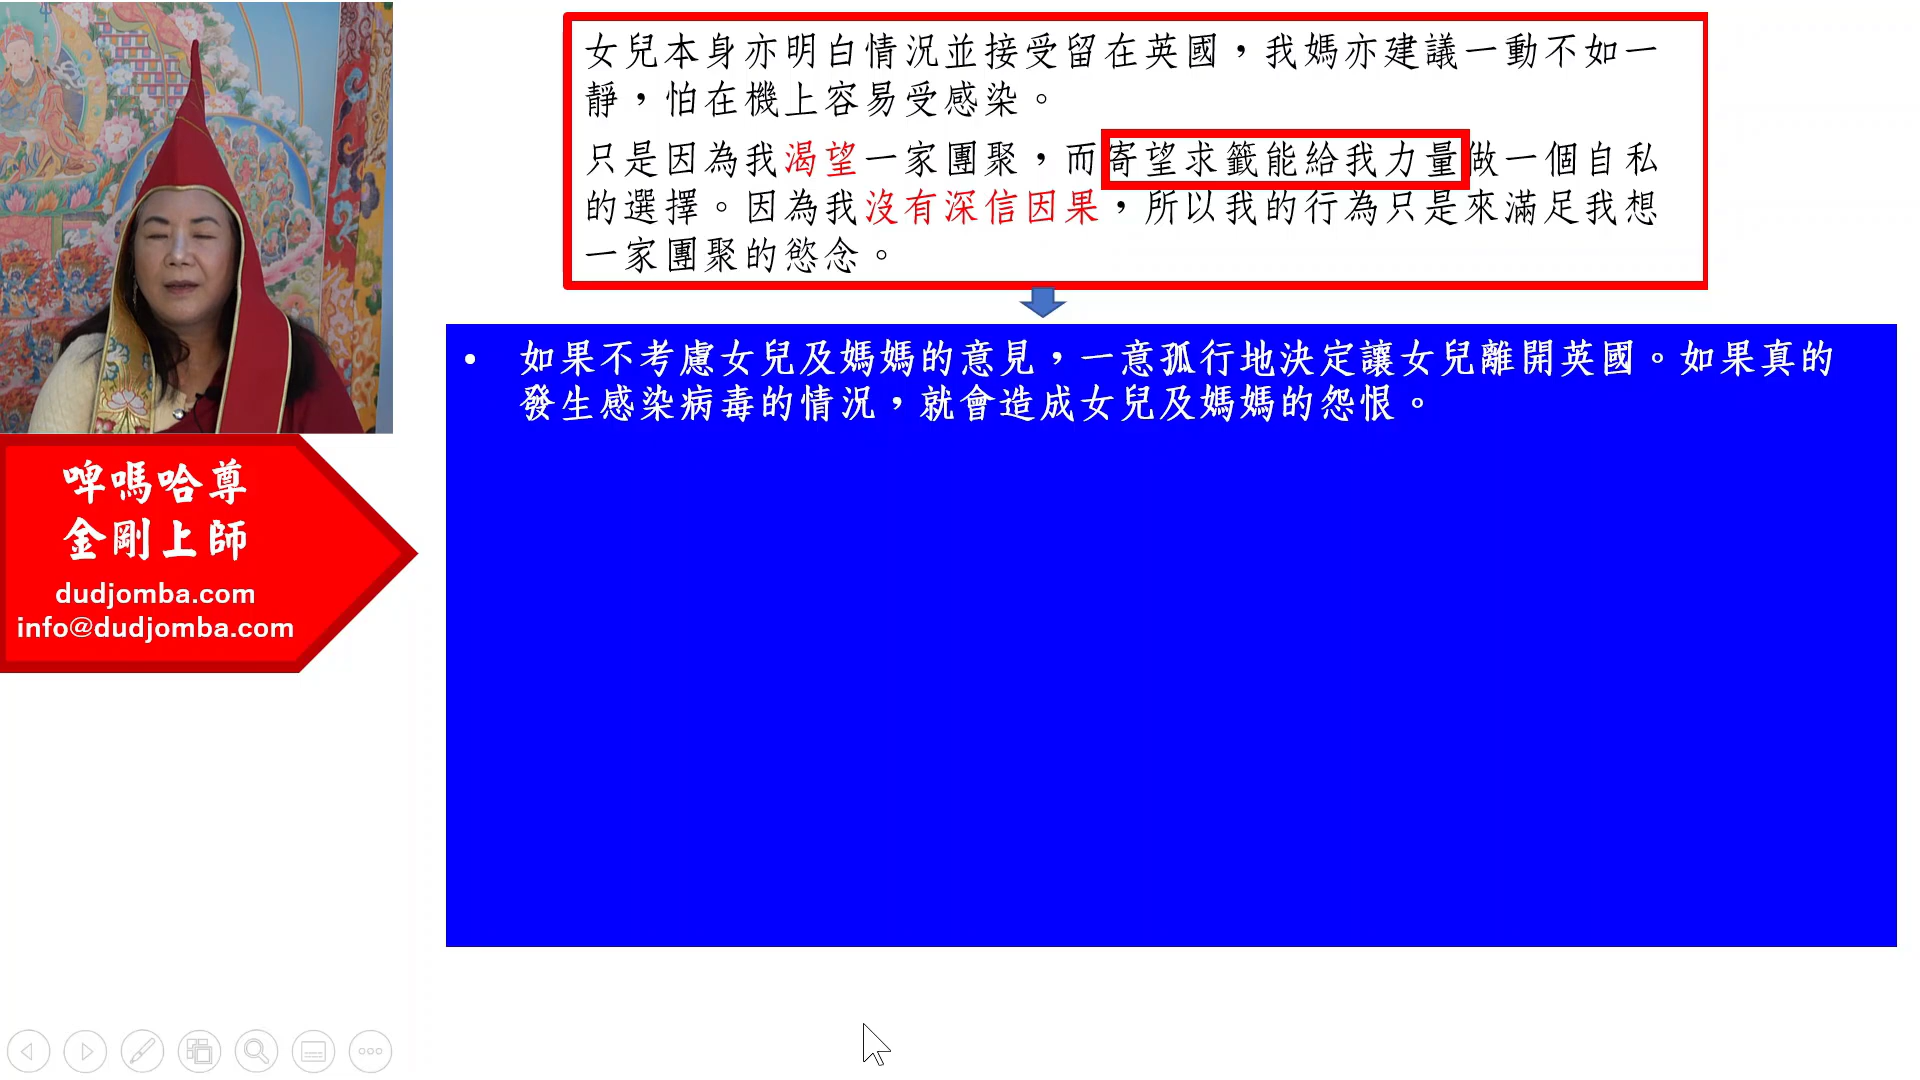 女兒本身亦明白情況並接受留在英國，我媽亦建議一動不如一
靜，怕在機上容易受感染。
只是因為我渴望一家團聚，而寄望求籤能給我力量做一個自私
的選擇。因為我沒有深信因果，所以我的行為只是來滿足我想
一家團聚的慾念。
• 如果不考慮女兒及媽媽的意見，一意孤行地決定讓女兒離開英國。如果真的
發生感染病毒的情況，就會造成女兒及媽媽的怨恨。
啤嗎哈尊
金剛上師
dudjomba.com
info@dudjomba.com